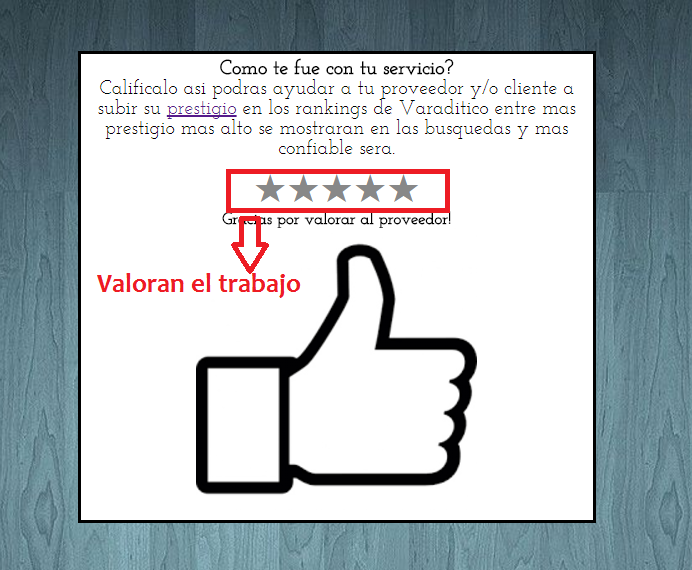 Como te fue con tu servicio?
Calificalo asi podras ayudar a tu proveedor y/o cliente a
subir su prestigio en los rankings de Varaditico entre mas
prestigio mas alto se mostraran en las busquedas y mas
confiable sera.
Gracias por valorar al proveedor!
Valoran el trabajo